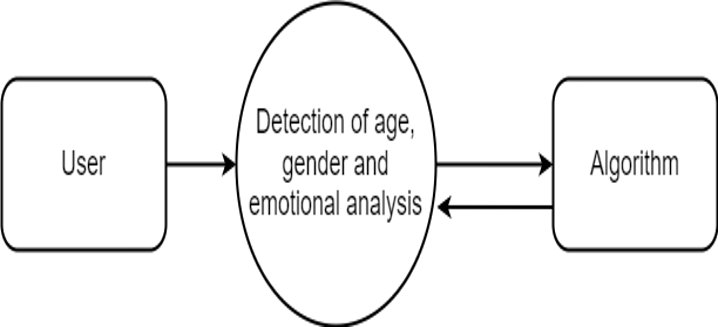 User
Detection of age,
gender and
emotional analysis
Algorithm